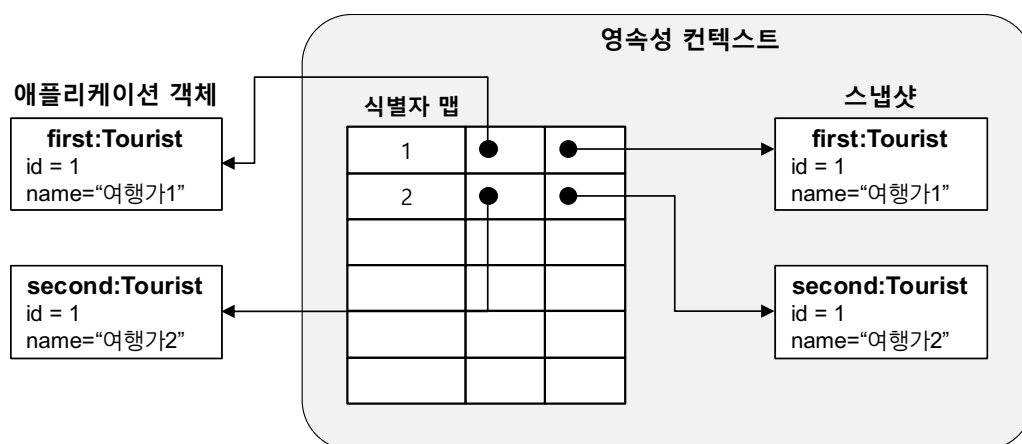 영속성 컨텍스트
애플리케이션 객체
first:Tourist
id = 1
name=“여행가1”
second:Tourist
id = 1
name=“여행가2”
식별자 맵
1
2
스냅샷
first:Tourist
id = 1
name=“여행가1”
second:Tourist
id = 1
name=“여행가2”